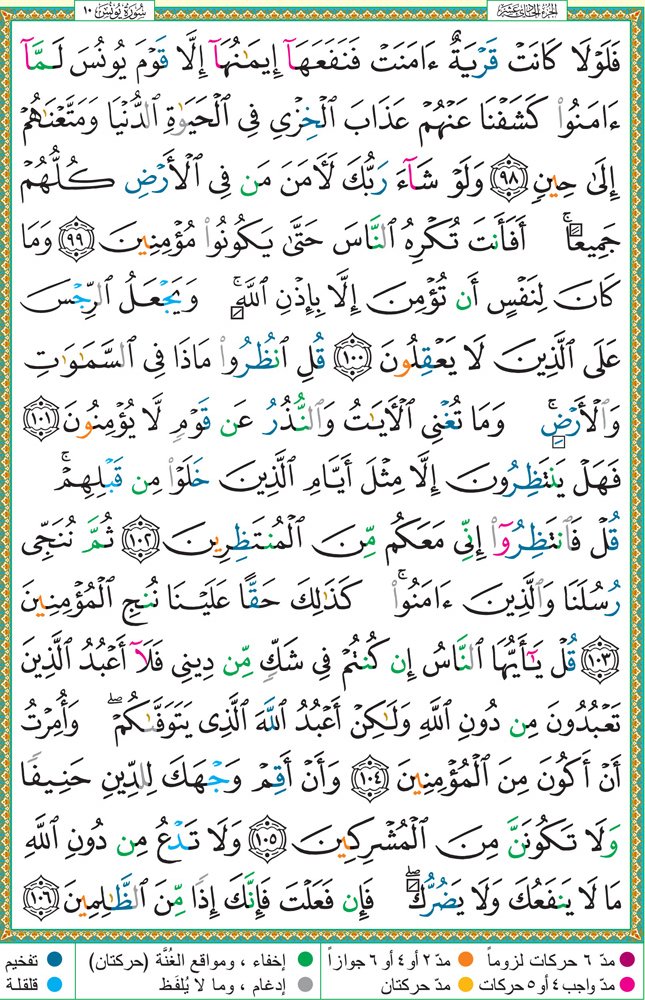 الجزء الحادي عشر
سورة يونس ١٠
فَلَوْلَا كَانَتْ قَرْيَةٌ ءَامَنَتْ فَنَفَعَهَآ إِيمَٰنُهَآ إِلَّا قَوْمَ يُونُسَ لَمَّآ
ءَامَنُوا۟ كَشَفْنَا عَنْهُمْ عَذَابَ ٱلْخِزْىِ فِى ٱلْحَيَوٰةِ ٱلدُّنْيَا وَمَتَّعْنَٰهُمْ
إِلَىٰ حِينٍ ٩٨ وَلَوْ شَآءَ رَبُّكَ لَـَٔامَنَ مَن فِى ٱلْأَرْضِ كُلُّهُمْ
جَمِيعًا ۚ أَفَأَنتَ تُكْرِهُ ٱلنَّاسَ حَتَّىٰ يَكُونُوا۟ مُؤْمِنِينَ ٩٩ وَمَا
كَانَ لِنَفْسٍ أَن تُؤْمِنَ إِلَّا بِإِذْنِ ٱللَّهِ ۚ وَيَجْعَلُ ٱلرِّجْسَ
عَلَى ٱلَّذِينَ لَا يَعْقِلُونَ ١٠٠ قُلِ ٱنظُرُوا۟ مَاذَا فِى ٱلسَّمَٰوَٰتِ
وَٱلْأَرْضِ ۚ وَمَا تُغْنِى ٱلْءَايَٰتُ وَٱلنُّذُرُ عَن قَوْمٍ لَّا يُؤْمِنُونَ ١٠١
فَهَلْ يَنتَظِرُونَ إِلَّا مِثْلَ أَيَّامِ ٱلَّذِينَ خَلَوْا۟ مِن قَبْلِهِمْ ۚ
قُلْ فَٱنتَظِرُوٓا۟ إِنِّى مَعَكُم مِّنَ ٱلْمُنتَظِرِينَ ١٠٢ ثُمَّ نُنَجِّى
رُسُلَنَا وَٱلَّذِينَ ءَامَنُوا۟ ۚ كَذَٰلِكَ حَقًّا عَلَيْنَا نُنجِ ٱلْمُؤْمِنِينَ
١٠٣ قُلْ يَٰٓأَيُّهَا ٱلنَّاسُ إِن كُنتُمْ فِى شَكٍّ مِّن دِينِى فَلَآ أَعْبُدُ ٱلَّذِينَ
تَعْبُدُونَ مِن دُونِ ٱللَّهِ وَلَٰكِنْ أَعْبُدُ ٱللَّهَ ٱلَّذِى يَتَوَفَّىٰكُمْ ۖ وَأُمِرْتُ
أَنْ أَكُونَ مِنَ ٱلْمُؤْمِنِينَ ١٠٤ وَأَنْ أَقِمْ وَجْهَكَ لِلدِّينِ حَنِيفًا
وَلَا تَكُونَنَّ مِنَ ٱلْمُشْرِكِينَ ١٠٥ وَلَا تَدْعُ مِن دُونِ ٱللَّهِ
مَا لَا يَنفَعُكَ وَلَا يَضُرُّكَ ۖ فَإِن فَعَلْتَ فَإِنَّكَ إِذًا مِّنَ ٱلظَّٰلِمِينَ ١٠٦
مدّ ٦ حركات لزوماً مدّ ٢ أو ٤ أو ٦ جوازاً إخفاء ، ومواقع الغُنَّة (حركتان) تفخيم
مدّ واجب ٤ أو ٥ حركات مدّ حركتان إدغام ، وما لا يُلفَظ قلقلة